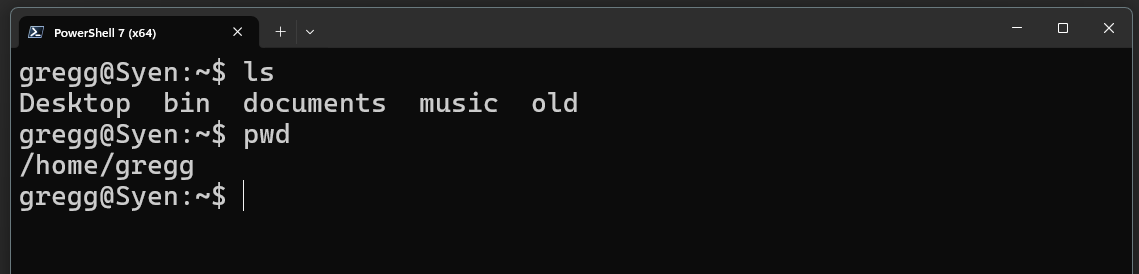 PowerShell 7 (x64)
gregg@Syen:~$ ls
Desktop  bin  documents  music  old
gregg@Syen:~$ pwd
/home/gregg
gregg@Syen:~$